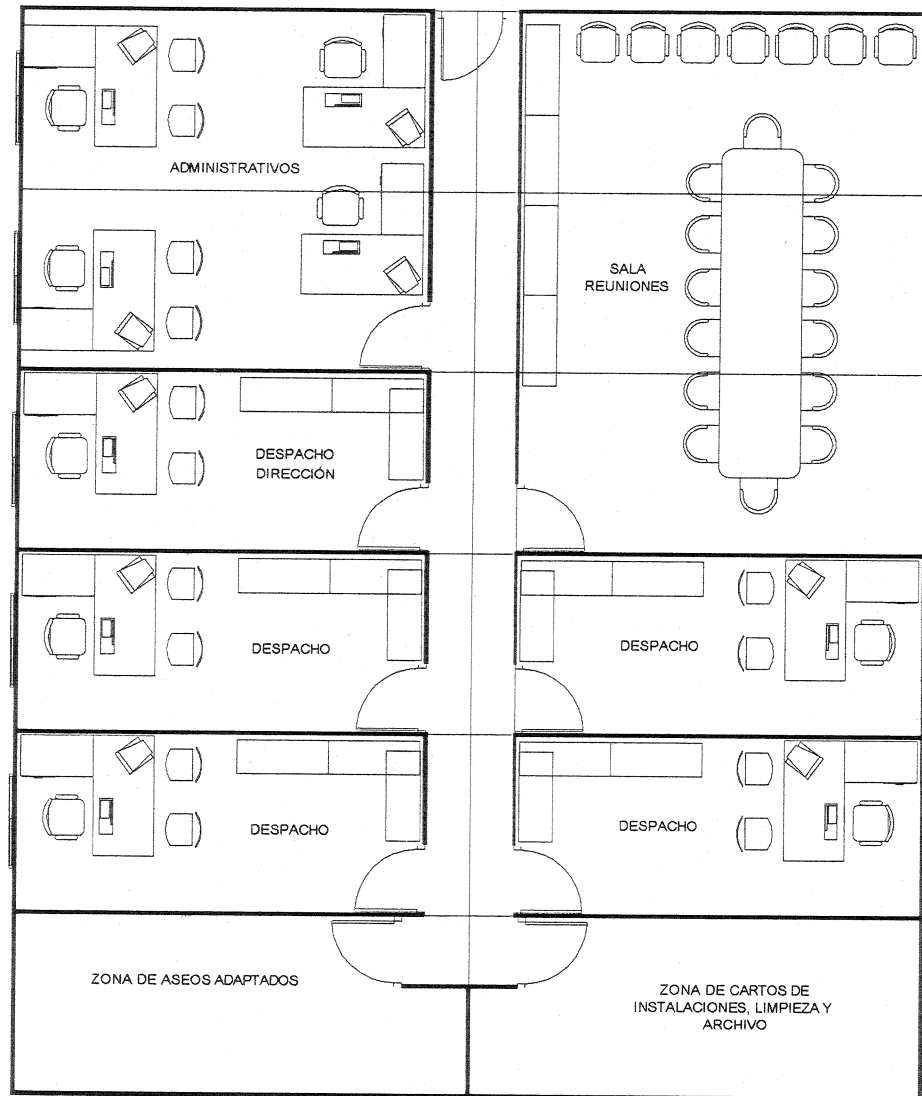 ADMINISTRATIVOS
SALA
REUNIONES
DESPACHO
DIRECCIÓN
DESPACHO
DESPACHO
DESPACHO
DESPACHO
ZONA DE ASEOS ADAPTADOS
ZONA DE CARTOS DE
INSTALACIONES, LIMPIEZA Y
ARCHIVO